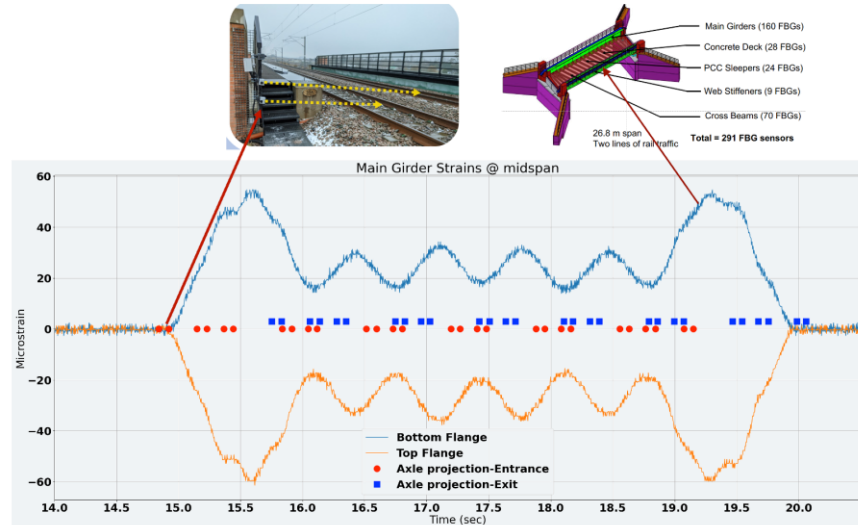 Main Girders (160 FBGs)
Concrete Deck (28 FBGs)
PCC Sleepers (24 FBGs)
Web Stiffeners (9 FBGs)
Cross Beams (70 FBGs)
26.8 m span
Two lines of rail traffic
Total = 291 FBG sensors
Main Girder Strains @ midspan
60
40
20
0
−20
−40
−60
Microstrain
Bottom Flange
Top Flange
Axle projection-Entrance
Axle projection-Exit
14.0 14.5 15.0 15.5 16.0 16.5 17.0 17.5 18.0 18.5 19.0 19.5 20.0
Time (sec)